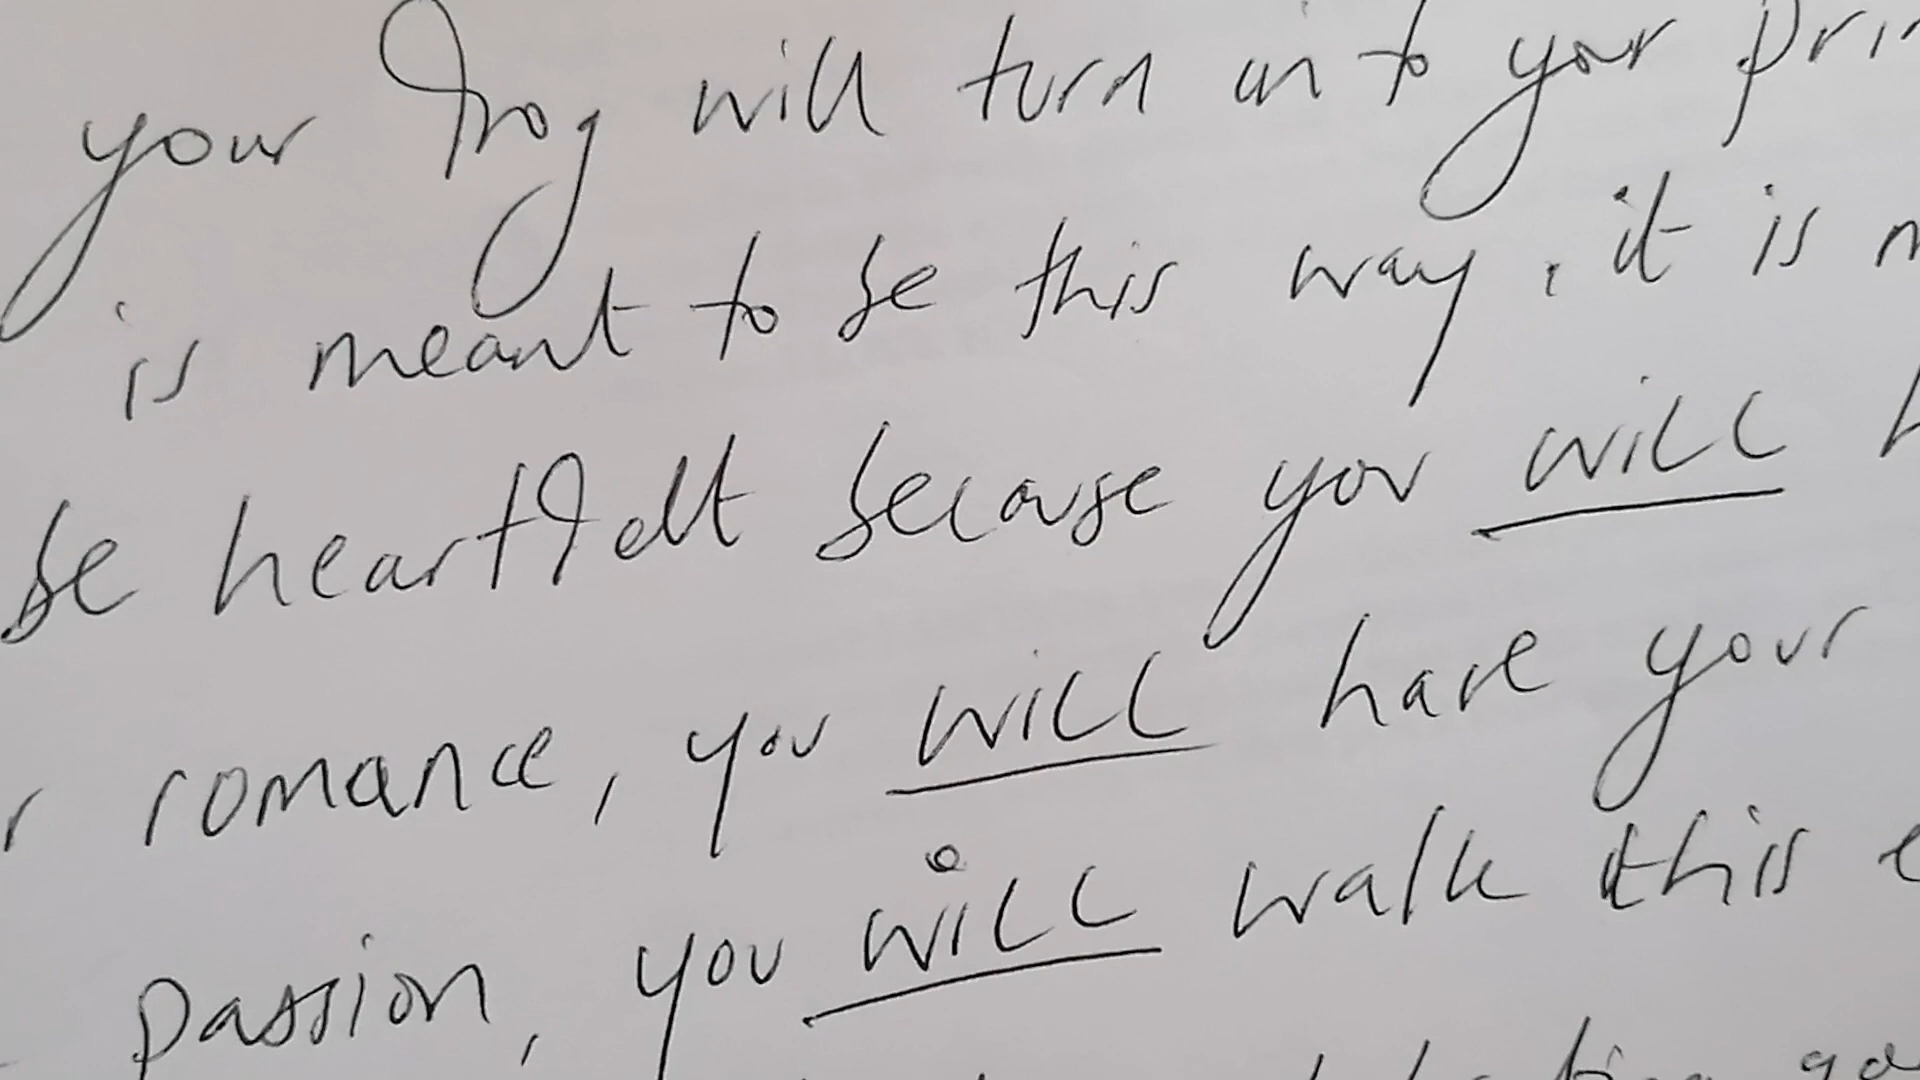 your frog will turn in to your prin
is meant to be this way, it is m
be heartfelt because you will
r romance, you will have your
passion, you will walk this e